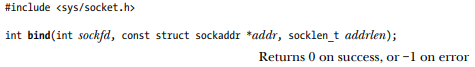 #include <sys/socket.h>
int bind(int sockfd, const struct sockaddr *addr, socklen_t addrlen);
Returns 0 on success, or −1 on error